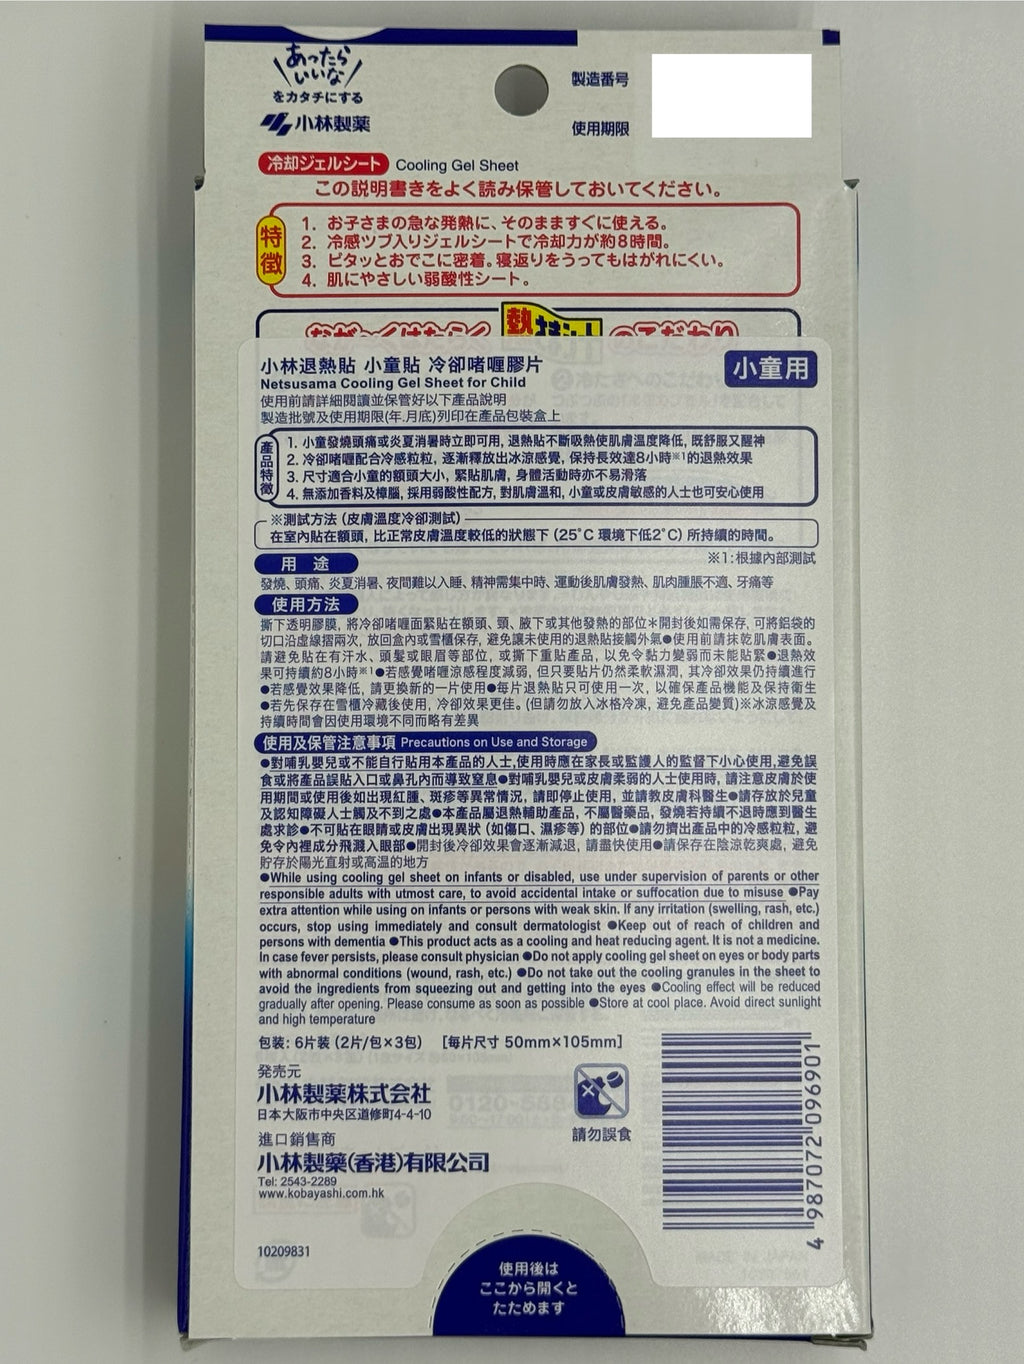 あったら
いいな
をカタチにする
小林製薬
製造番号
使用期限
冷却ジェルシート Cooling Gel Sheet
この説明書きをよく読み保管しておいてください。
特徴
1. お子さまの急な発熱に、そのまますぐに使える。
2. 冷感ツブ入りジェルシートで冷却力が約8時間。
3. ピタッとおでこに密着。寝返りをうってもはがれにくい。
4. 肌にやさしい弱酸性シート。
小林退熱貼 小童貼 冷卻啫喱膠片
小童用
Netsusama Cooling Gel Sheet for Child
使用前請詳細閱讀並保管好以下產品說明
製造批號及使用期限(年.月底)列印在產品包裝盒上
產品特徵
1. 小童發燒頭痛或炎夏消暑時立即可用, 退熱貼不斷吸熱使肌膚溫度降低, 既舒服又醒神
2. 冷卻啫喱配合冷感粒粒, 逐漸釋放出冰涼感覺, 保持長效達8小時※1的退熱效果
3. 尺寸適合小童的額頭大小, 緊貼肌膚, 身體活動時亦不易滑落
4. 無添加香料及樟腦, 採用弱酸性配方, 對肌膚溫和, 小童或皮膚敏感的人士也可安心使用
※測試方法 (皮膚溫度冷卻測試)
在室內貼在額頭, 比正常皮膚溫度較低的狀態下 (25˚C 環境下低2˚C) 所持續的時間。
※1:根據內部測試
用 途
發燒、頭痛、炎夏消暑、夜間難以入睡、精神需集中時、運動後肌膚發熱、肌肉腫脹不適、牙痛等
使用方法
撕下透明膠膜, 將冷卻啫喱面緊貼在額頭、頸、腋下或其他發熱的部位＊開封後如需保存, 可將鋁袋的
切口沿虛線摺兩次, 放回盒內或雪櫃保存, 避免讓未使用的退熱貼接觸外氣●使用前請抹乾肌膚表面。
請避免貼在有汗水、頭髮或眼眉等部位, 或撕下重貼產品, 以免令黏力變弱而未能貼緊●退熱效
果可持續約8小時※1●若感覺啫喱涼感程度減弱, 但只要貼片仍然柔軟濕潤, 其冷卻效果仍持續進行
●若感覺效果降低, 請更換新的一片使用●每片退熱貼只可使用一次, 以確保產品機能及保持衛生
●若先保存在雪櫃冷藏後使用, 冷卻效果更佳。(但請勿放入冰格冷凍, 避免產品變質)※冰涼感覺及
持續時間會因使用環境不同而略有差異
使用及保管注意事項 Precautions on Use and Storage
●對哺乳嬰兒或不能自行貼用本產品的人士,使用時應在家長或監護人的監督下小心使用,避免誤
食或將產品誤貼入口或鼻孔內而導致窒息●對哺乳嬰兒或皮膚柔弱的人士使用時, 請注意皮膚於使
用期間或使用後如出現紅腫、斑疹等異常情況, 請即停止使用, 並請教皮膚科醫生●請存放於兒童
及認知障礙人士觸及不到之處●本產品屬退熱輔助產品, 不屬醫藥品, 發燒若持續不退時應到醫生
處求診●不可貼在眼睛或皮膚出現異狀 (如傷口、濕疹等) 的部位●請勿擠出產品中的冷感粒粒, 避
免令內裡成分飛濺入眼部●開封後冷卻效果會逐漸減退, 請盡快使用●請保存在陰涼乾爽處, 避免
貯存於陽光直射或高溫的地方
●While using cooling gel sheet on infants or disabled, use under supervision of parents or other
responsible adults with utmost care, to avoid accidental intake or suffocation due to misuse ●Pay
extra attention while using on infants or persons with weak skin. If any irritation (swelling, rash, etc.)
occurs, stop using immediately and consult dermatologist ●Keep out of reach of children and
persons with dementia ●This product acts as a cooling and heat reducing agent. It is not a medicine.
In case fever persists, please consult physician ●Do not apply cooling gel sheet on eyes or body parts
with abnormal conditions (wound, rash, etc.) ●Do not take out the cooling granules in the sheet to
avoid the ingredients from squeezing out and getting into the eyes ●Cooling effect will be reduced
gradually after opening. Please consume as soon as possible ●Store at cool place. Avoid direct sunlight
and high temperature
包裝: 6片裝 (2片/包×3包) [每片尺寸 50mm×105mm]
発売元
小林製薬株式会社
日本大阪市中央区道修町4-4-10
進口銷售商
小林製藥(香港)有限公司
Tel: 2543-2289
www.kobayashi.com.hk
請勿誤食
4 987072 096901
10209831
使用後は
ここから開くと
たためます